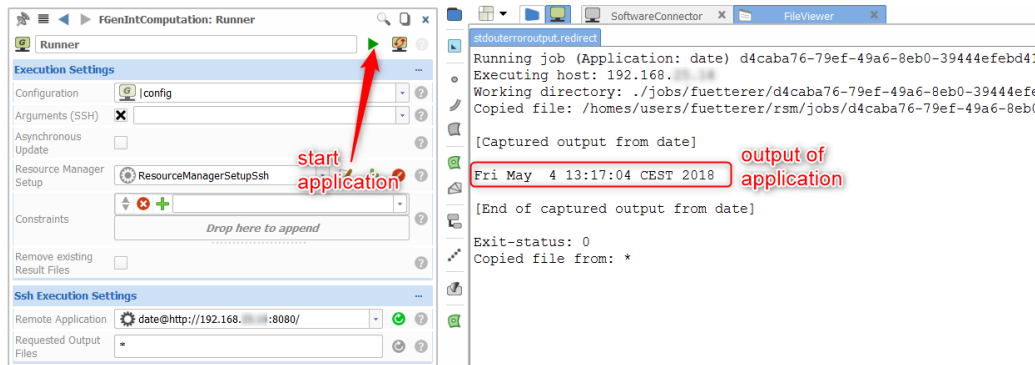 FGenIntComputation: Runner
Runner
Execution Settings
Configuration
|config
Arguments (SSH)
Asynchronous
Update
Resource Manager
Setup
ResourceManagerSetupSsh
Constraints
Drop here to append
Remove existing
Result Files
Ssh Execution Settings
Remote Application
date@http://192.168. :8080/
Requested Output
Files
*
start
application
SoftwareConnector
FileViewer
stdouterroroutput.redirect
Running job (Application: date) d4caba76-79ef-49a6-8eb0-39444efebd41
Executing host: 192.168.
Working directory: ./jobs/fuetterer/d4caba76-79ef-49a6-8eb0-39444efe
Copied file: /homes/users/fuetterer/rsm/jobs/d4caba76-79ef-49a6-8eb0
[Captured output from date]
Fri May  4 13:17:04 CEST 2018
output of
application
[End of captured output from date]
Exit-status: 0
Copied file from: *